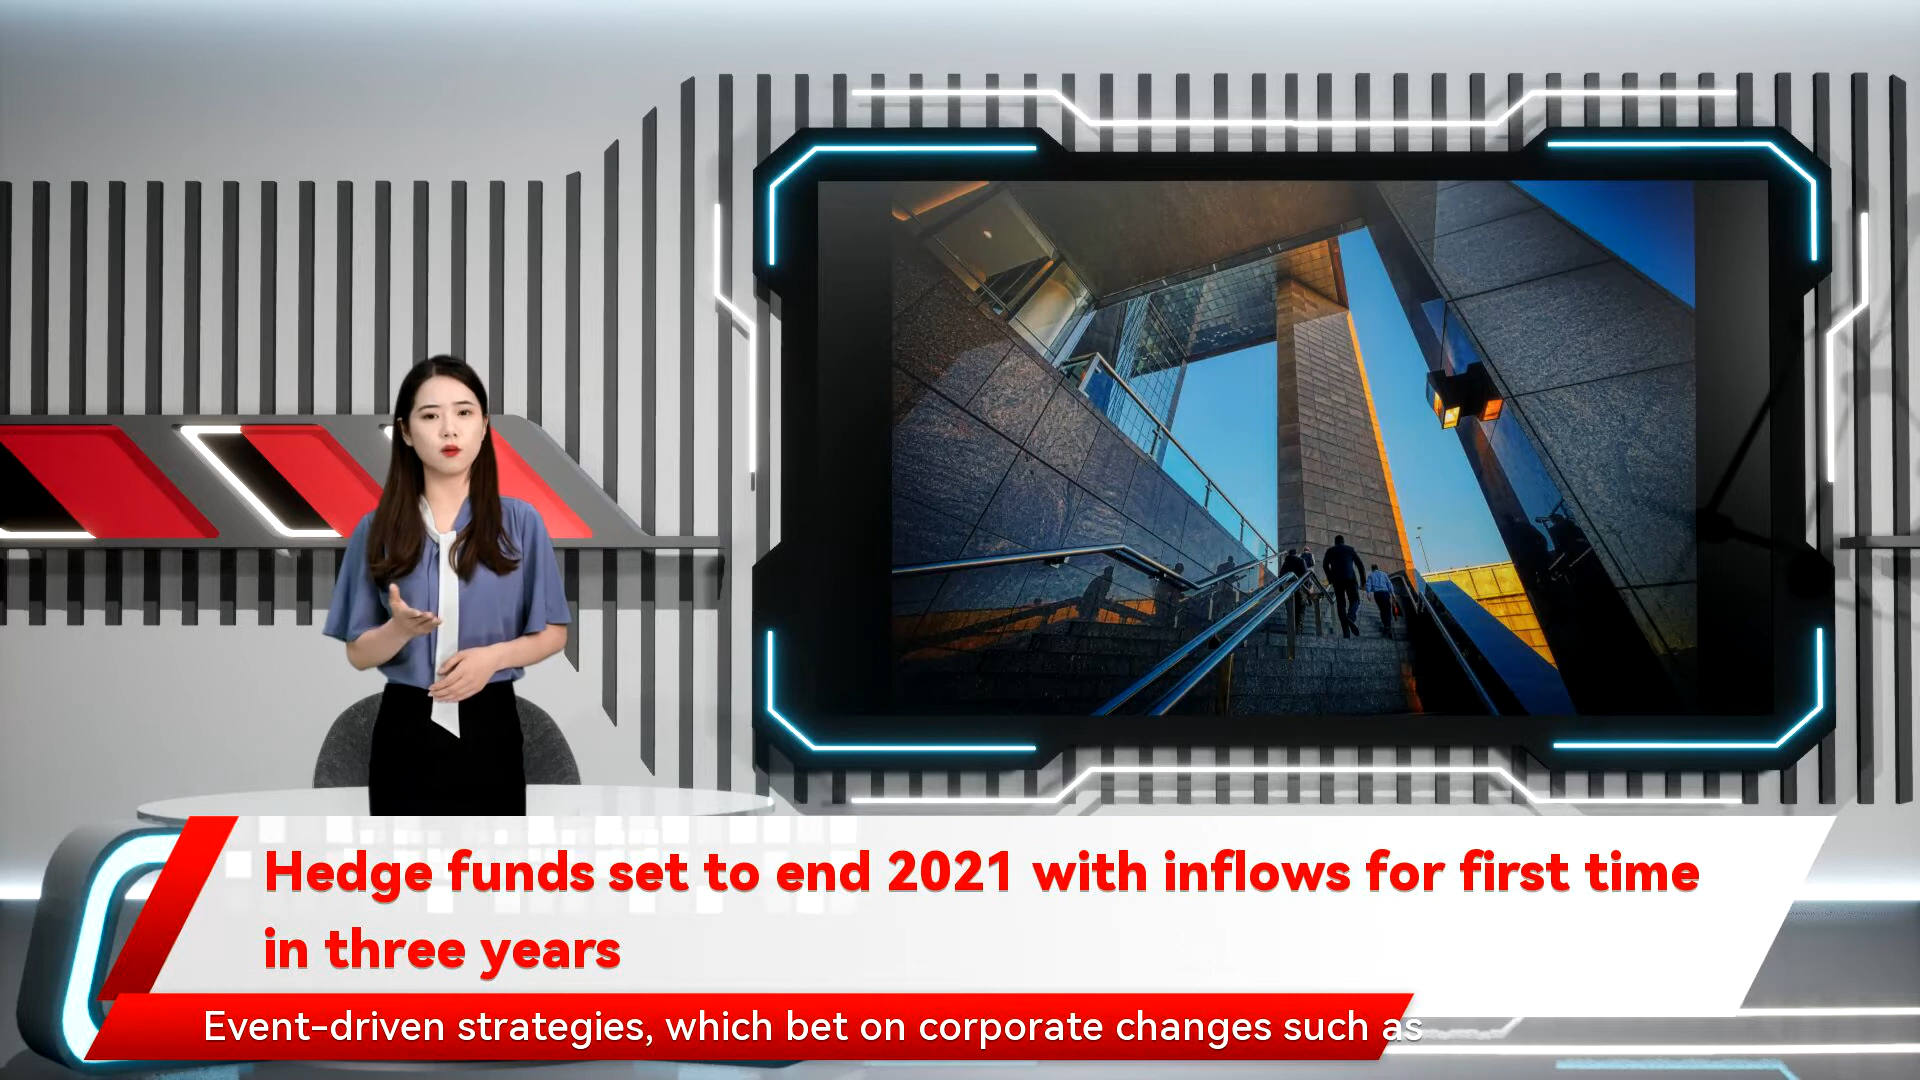 Hedge funds set to end 2021 with inflows for first time
in three years
Event-driven strategies, which bet on corporate changes such as